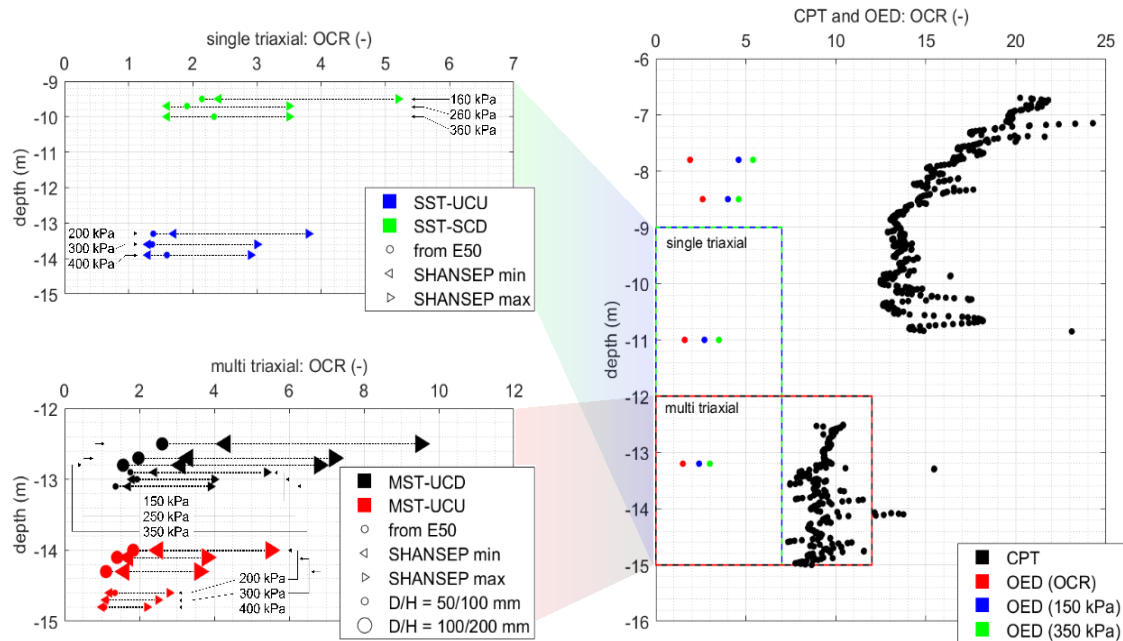 single triaxial: OCR (-)
0 1 2 3 4 5 6 7
-9
-10
-11
-12
-13
-14
-15
depth (m)
160 kPa
260 kPa
360 kPa
200 kPa
300 kPa
400 kPa
SST-UCU
SST-SCD
from E50
SHANSEP min
SHANSEP max
multi triaxial: OCR (-)
0 2 4 6 8 10 12
-12
-13
-14
-15
depth (m)
150 kPa
250 kPa
350 kPa
200 kPa
300 kPa
400 kPa
MST-UCD
MST-UCU
from E50
SHANSEP min
SHANSEP max
D/H = 50/100 mm
D/H = 100/200 mm
CPT and OED: OCR (-)
0 5 10 15 20 25
-6
-7
-8
-9
-10
-11
-12
-13
-14
-15
-16
depth (m)
single triaxial
multi triaxial
CPT
OED (OCR)
OED (150 kPa)
OED (350 kPa)